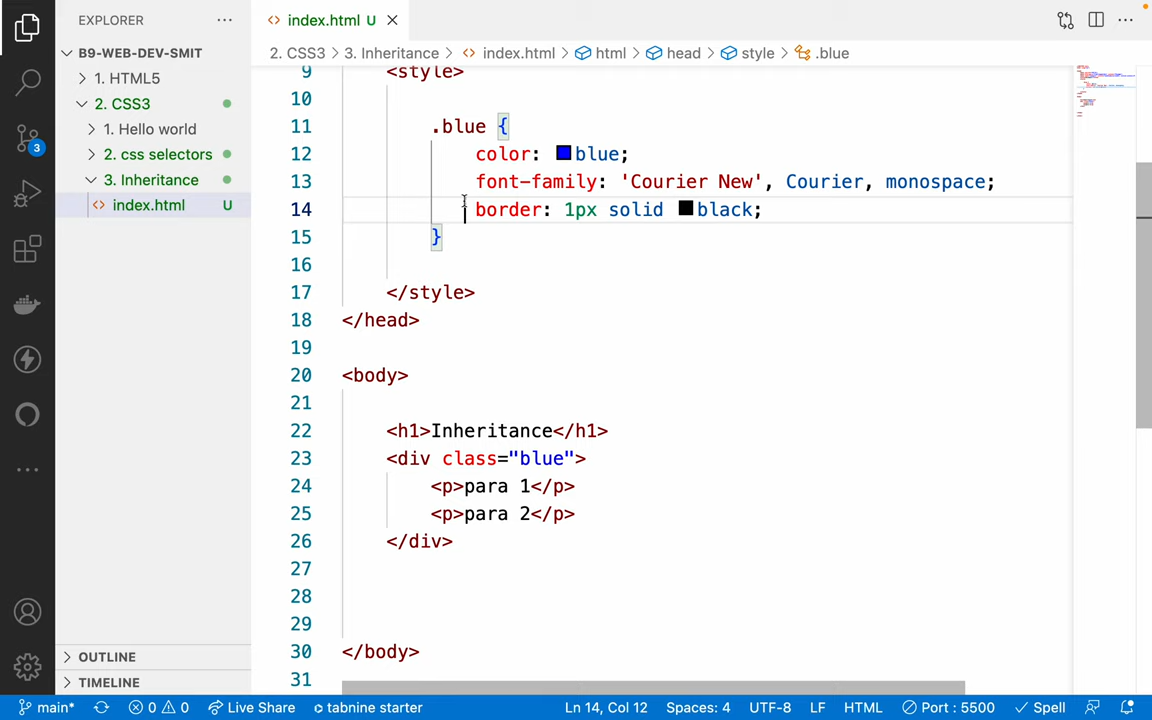 EXPLORER
index.html U
B9-WEB-DEV-SMIT
1. HTML5
2. CSS3
1. Hello world
2. css selectors
3. Inheritance
index.html U
3
OUTLINE
TIMELINE
2. CSS3 > 3. Inheritance > index.html > html > head > style > .blue
9 <style>
10
11 .blue {
12 color: blue;
13 font-family: 'Courier New', Courier, monospace;
14 border: 1px solid black;
15 }
16
17 </style>
18 </head>
19
20 <body>
21
22 <h1>Inheritance</h1>
23 <div class="blue">
24 <p>para 1</p>
25 <p>para 2</p>
26 </div>
27
28
29
30 </body>
31
main* 0 0 Live Share tabnine starter Ln 14, Col 12 Spaces: 4 UTF-8 LF HTML Port : 5500 Spell